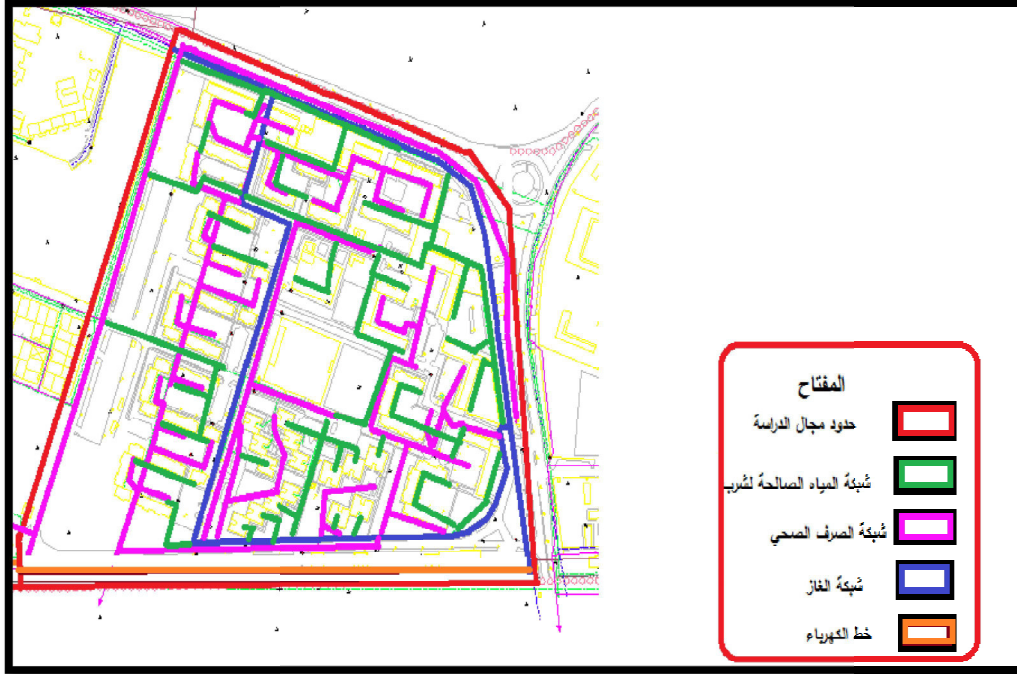 المفتاح
حدود مجال الدراسة
شبكة المياه الصالحة لشرب
شبكة الصرف الصحي
شبكة الغاز
خط الكهرباء